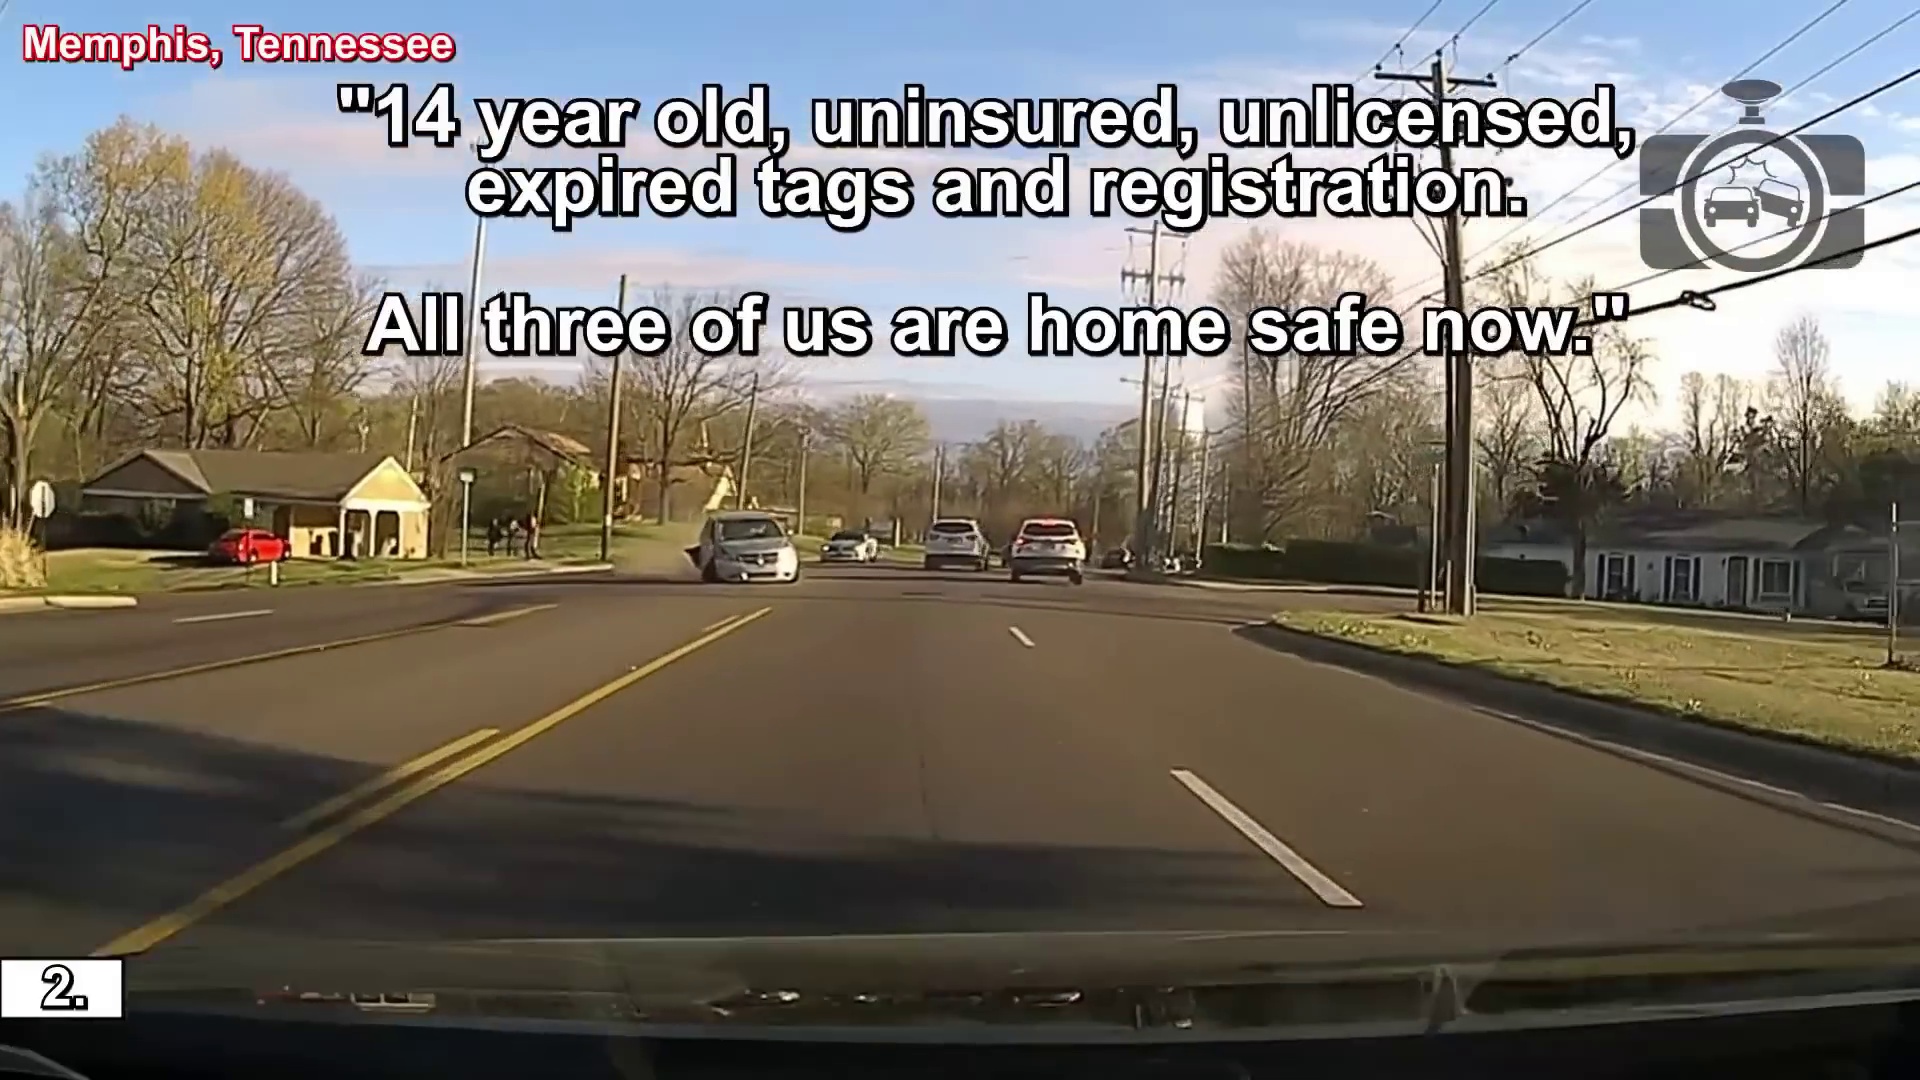 Memphis, Tennessee
"14 year old, uninsured, unlicensed,
expired tags and registration.
All three of us are home safe now."
2.